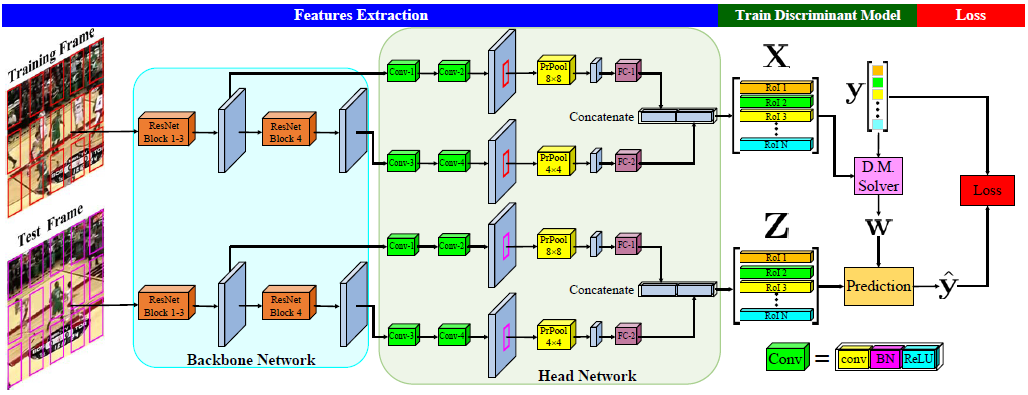 Features Extraction
Train Discriminant Model
Loss
Training Frame
ResNet
Block 1-3
ResNet
Block 4
Conv-1
Conv-2
PrPool
8×8
FC-1
Concatenate
Conv-3
Conv-4
PrPool
4×4
FC-2
X
RoI 1
RoI 2
RoI 3
RoI N
y
D.M.
Solver
Loss
w
Test Frame
ResNet
Block 1-3
ResNet
Block 4
Backbone Network
Conv-1
Conv-2
PrPool
8×8
FC-1
Concatenate
Conv-3
Conv-4
PrPool
4×4
FC-2
Head Network
Z
RoI 1
RoI 2
RoI 3
RoI N
Prediction
ŷ
Conv = conv BN ReLU